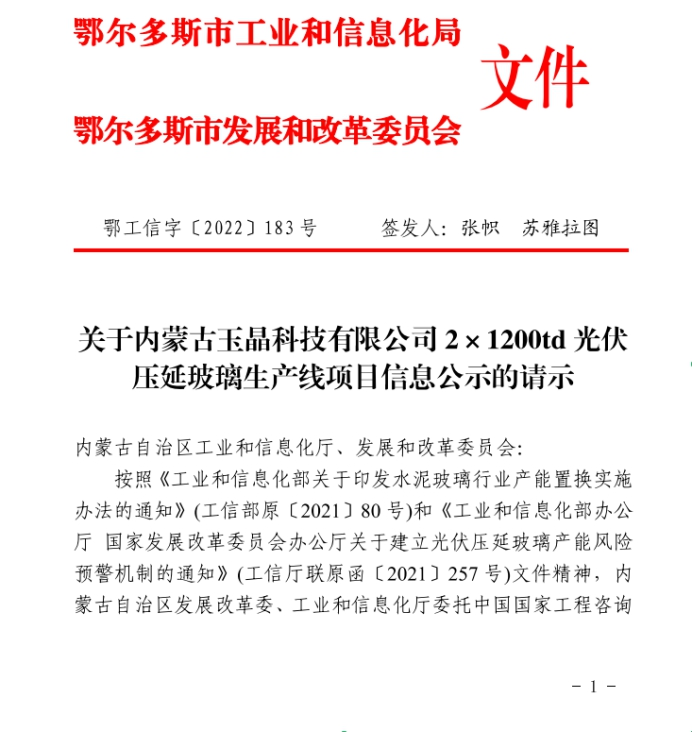 鄂尔多斯市工业和信息化局
文件
鄂尔多斯市发展和改革委员会
鄂工信字〔2022〕183号 签发人：张帜 苏雅拉图
关于内蒙古玉晶科技有限公司2×1200td光伏
压延玻璃生产线项目信息公示的请示
内蒙古自治区工业和信息化厅、发展和改革委员会：
按照《工业和信息化部关于印发水泥玻璃行业产能置换实施
办法的通知》(工信部原〔2021〕80号)和《工业和信息化部办公
厅 国家发展改革委员会办公厅关于建立光伏压延玻璃产能风险
预警机制的通知》(工信厅联原函〔2021〕257号)文件精神，内
蒙古自治区发展改革委、工业和信息化厅委托中国国家工程咨询
- 1 -